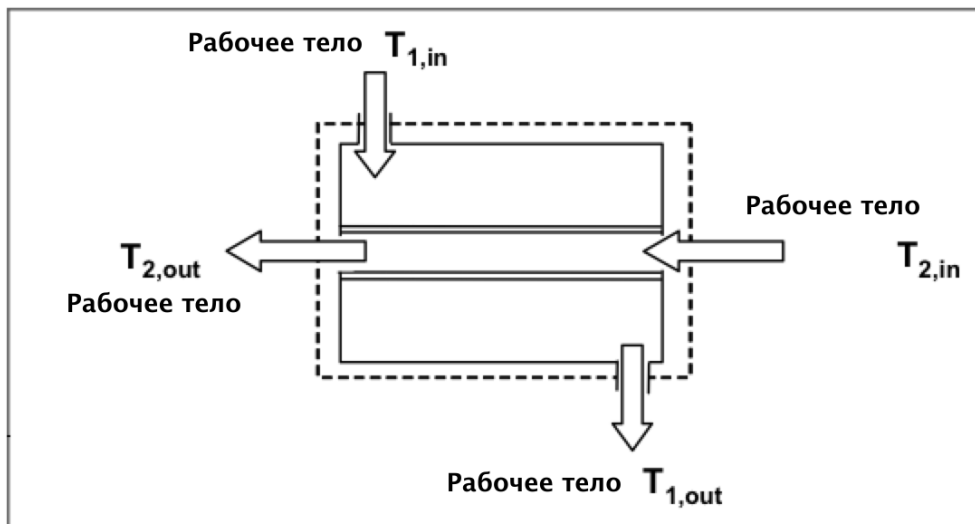 Рабочее тело T1,in
Рабочее тело
T2,out
T2,in
Рабочее тело
Рабочее тело T1,out